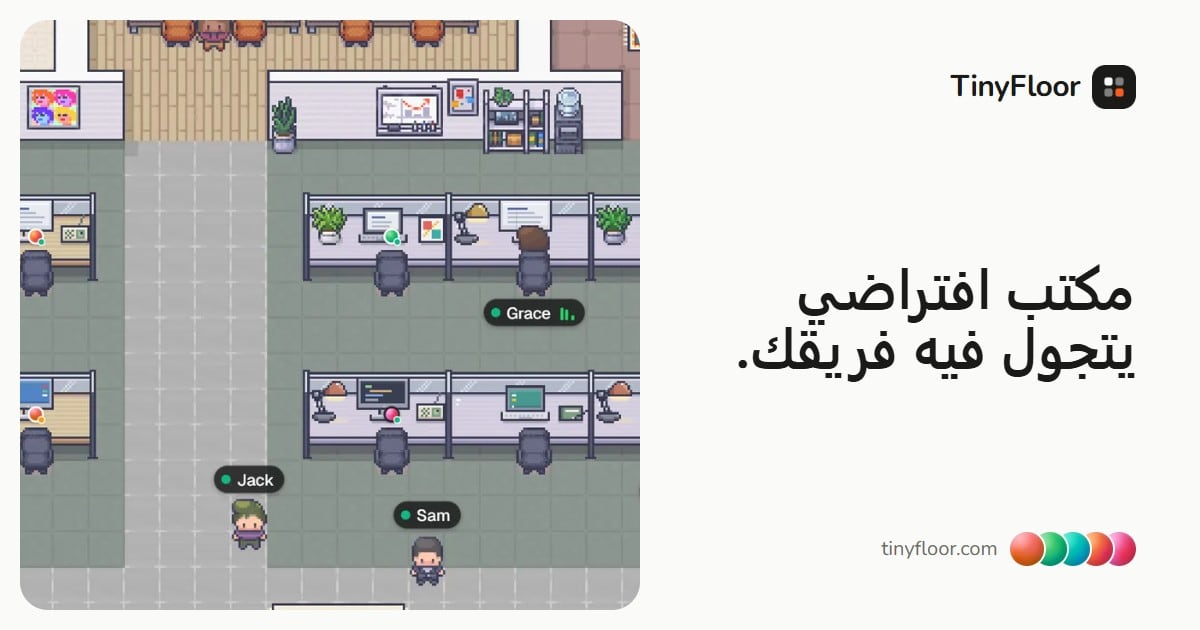 TinyFloor
مكتب افتراضي
يتجول فيه فريقك.
tinyfloor.com
Grace
Jack
Sam